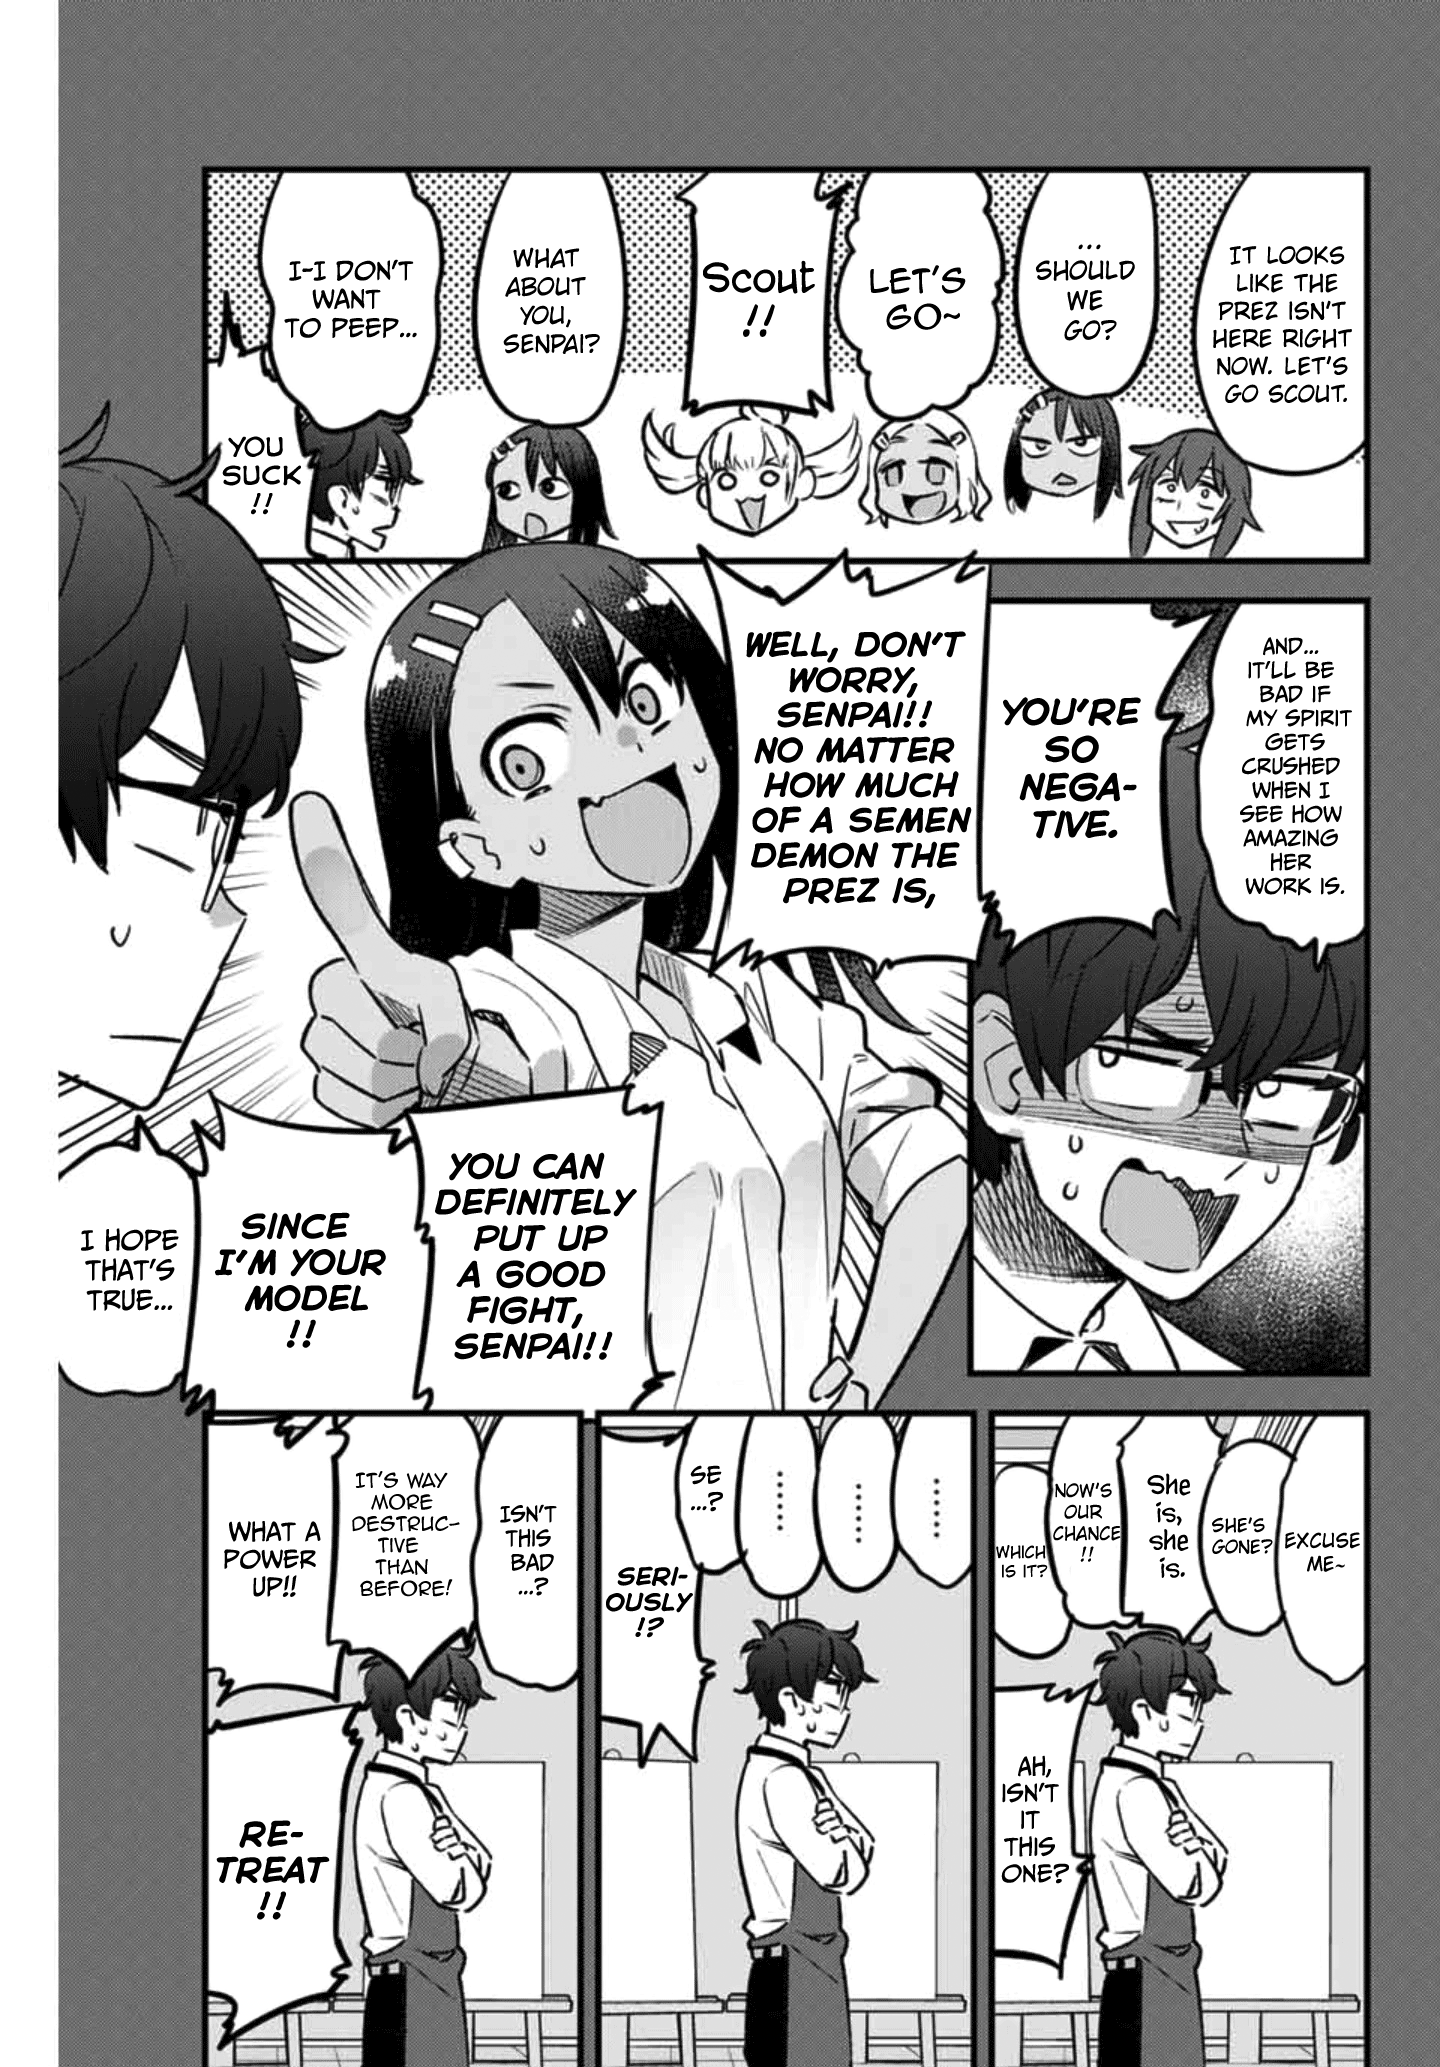 IT LOOKS
LIKE THE
PREZ ISN'T
HERE RIGHT
NOW. LET'S
GO SCOUT.
...
SHOULD
WE
GO?
LET'S
GO~
Scout
!!
WHAT
ABOUT
YOU,
SENPAI?
I-I DON'T
WANT
TO PEEP...
YOU
SUCK
!!
AND...
IT'LL BE
BAD IF
MY SPIRIT
GETS
CRUSHED
WHEN I
SEE HOW
AMAZING
HER
WORK IS.
YOU'RE
SO
NEGA-
TIVE.
WELL, DON'T
WORRY,
SENPAI!!
NO MATTER
HOW MUCH
OF A SEMEN
DEMON THE
PREZ IS,
YOU CAN
DEFINITELY
PUT UP
A GOOD
FIGHT,
SENPAI!!
SINCE
I'M YOUR
MODEL
!!
I HOPE
THAT'S
TRUE...
EXCUSE
ME~
SHE'S
GONE?
She
is,
she
is.
NOW'S
OUR
CHANCE
!!
WHICH
IS IT?
AH,
ISN'T
IT
THIS
ONE?
........
........
........
SE
...?
SERI-
OUSLY
!?
ISN'T
THIS
BAD
...?
IT'S WAY
MORE
DESTRUC-
TIVE
THAN
BEFORE!
WHAT A
POWER
UP!!
RE-
TREAT
!!